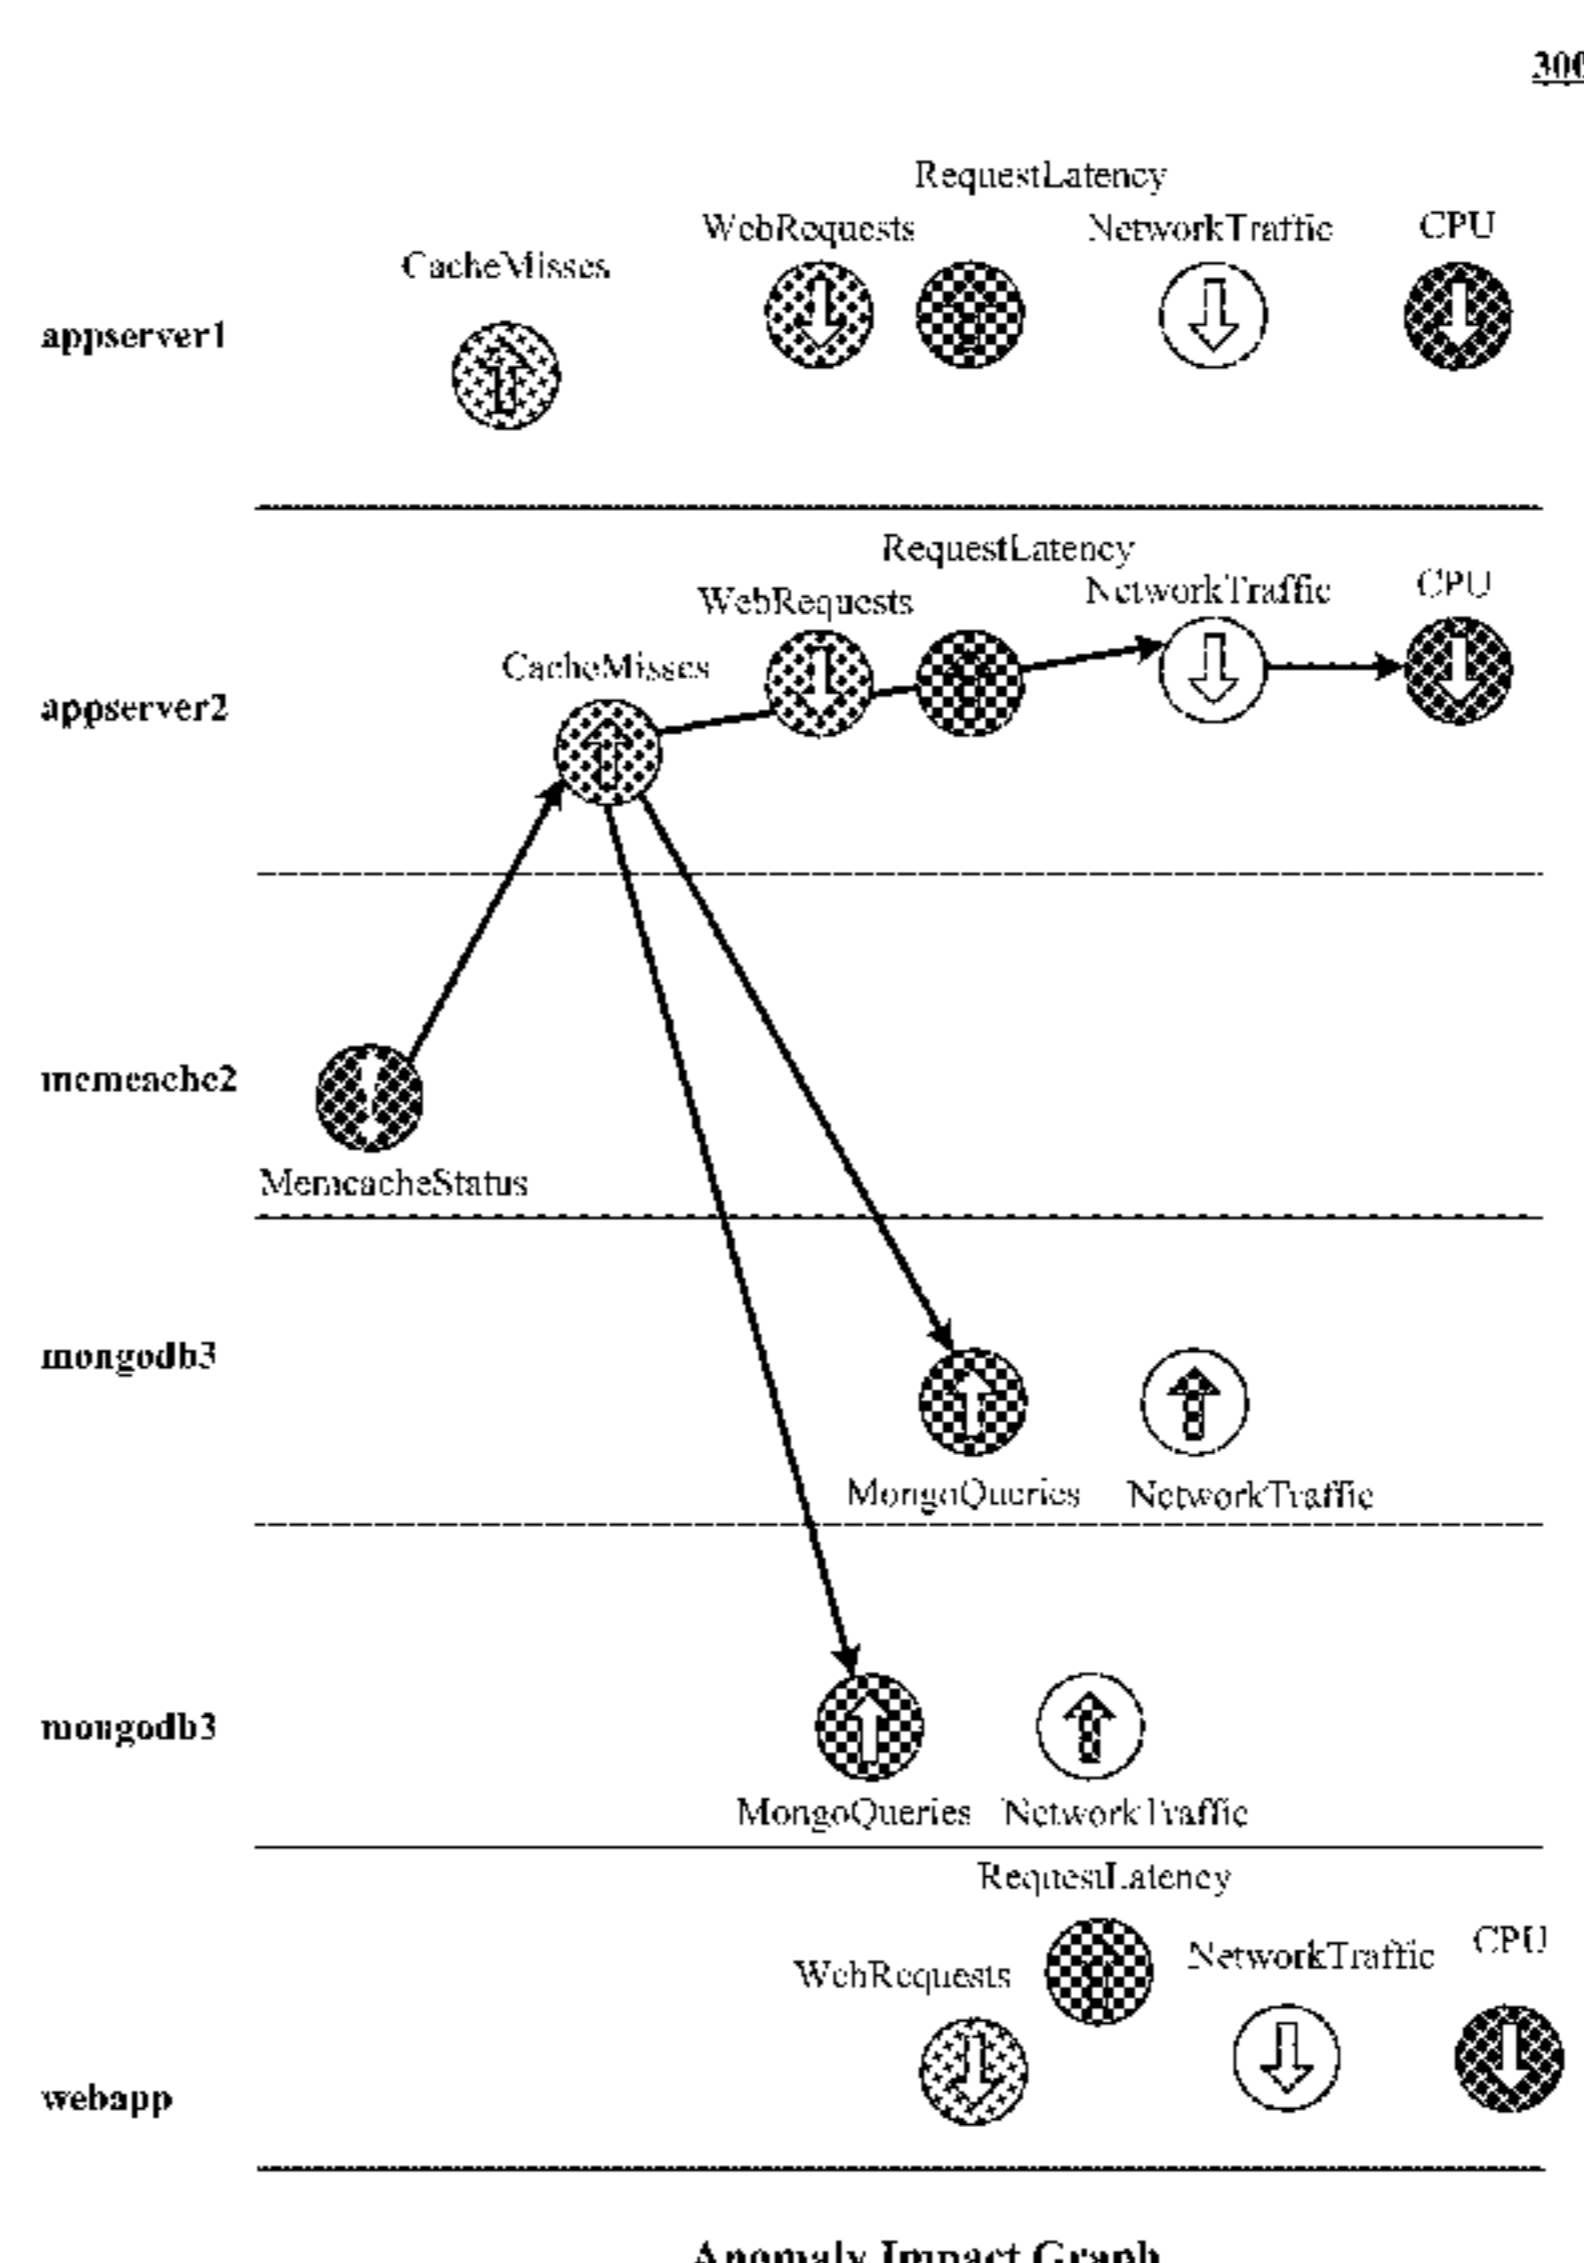 300
RequestLatency
WebRequests
NetworkTraffic
CPU
CacheMisses
appserver1
RequestLatency
WebRequests
NetworkTraffic
CPU
CacheMisses
appserver2
memcache2
MemcacheStatus
mongodb3
MongoQueries
NetworkTraffic
mongodb3
MongoQueries
NetworkTraffic
RequestLatency
WebRequests
NetworkTraffic
CPU
webapp
Anomaly Impact Graph